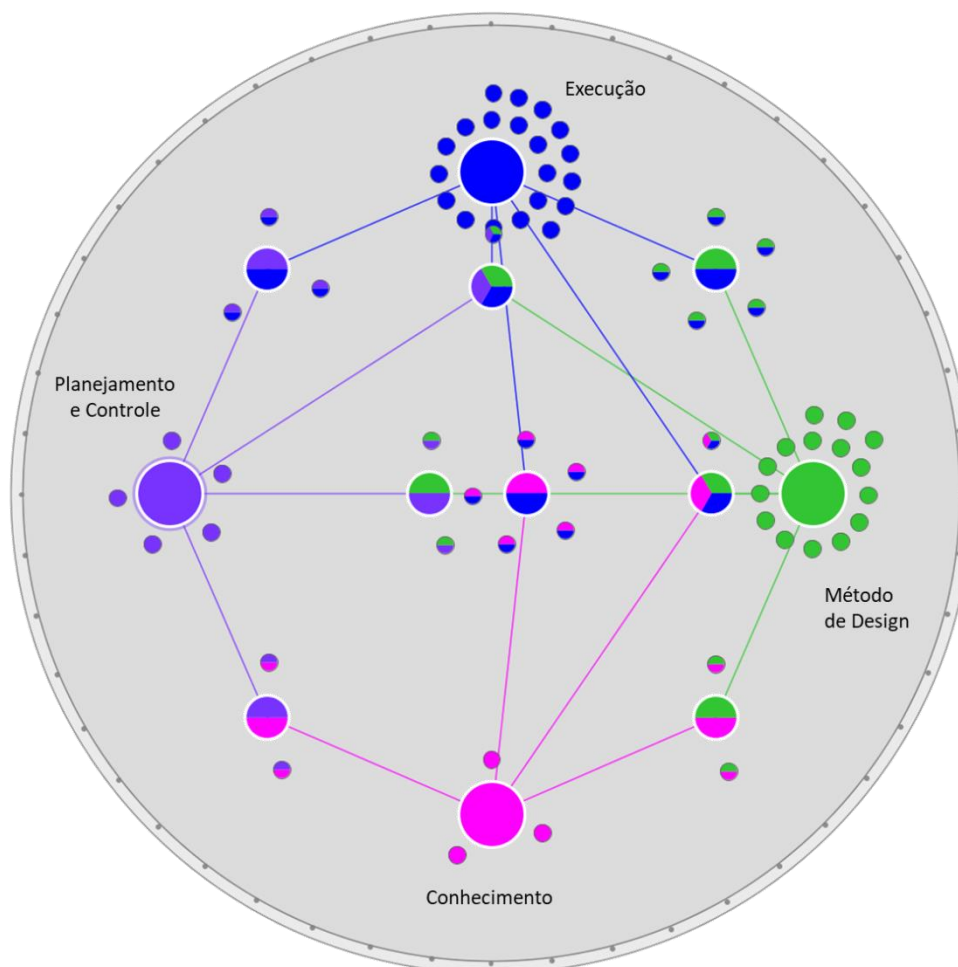 Execução
Planejamento
e Controle
Método
de Design
Conhecimento